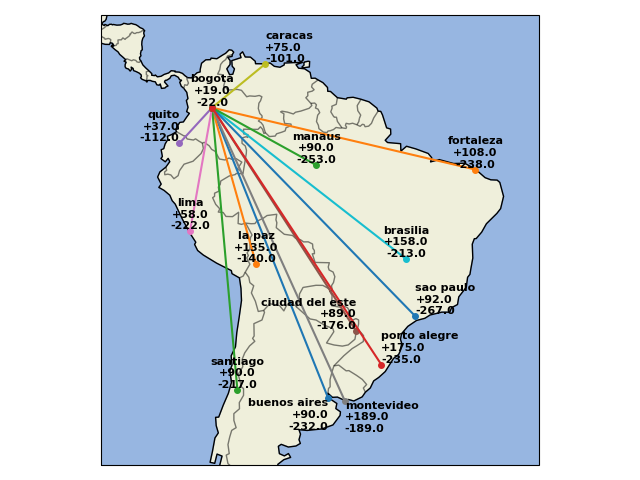 caracas
+75.0
-101.0
bogota
+19.0
-22.0
quito
+37.0
-112.0
manaus
+90.0
-253.0
fortaleza
+108.0
-238.0
lima
+58.0
-222.0
la paz
+135.0
-140.0
brasilia
+158.0
-213.0
sao paulo
+92.0
-267.0
ciudad del este
+89.0
-176.0
porto alegre
+175.0
-235.0
santiago
+90.0
-217.0
buenos aires
+90.0
-232.0
montevideo
+189.0
-189.0